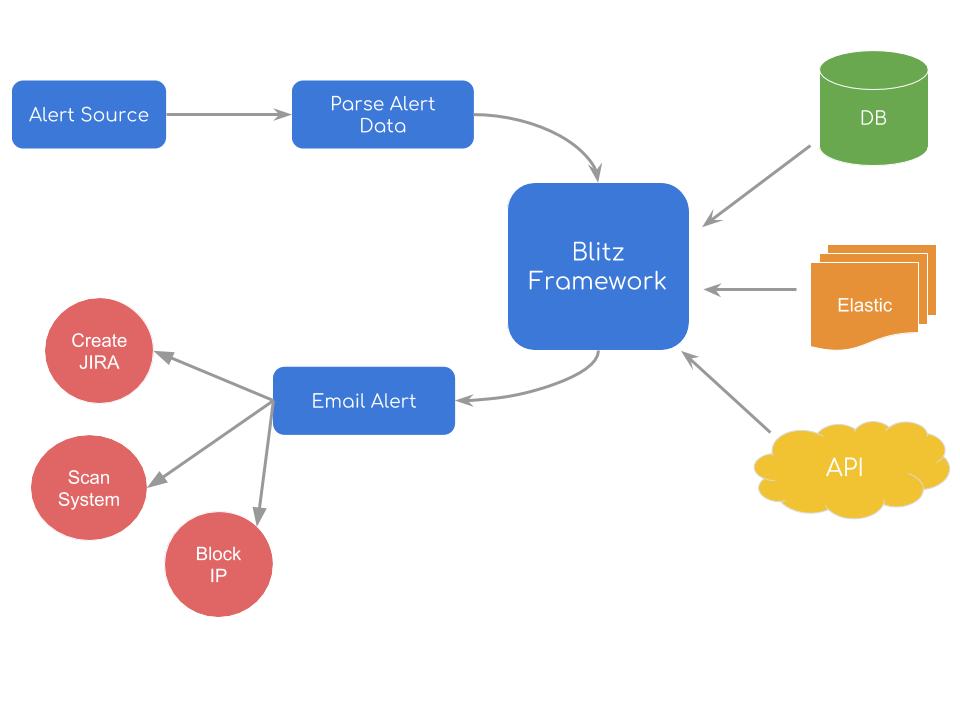 Alert Source
Parse Alert
Data
DB
Blitz
Framework
Elastic
Create
JIRA
Email Alert
API
Scan
System
Block
IP